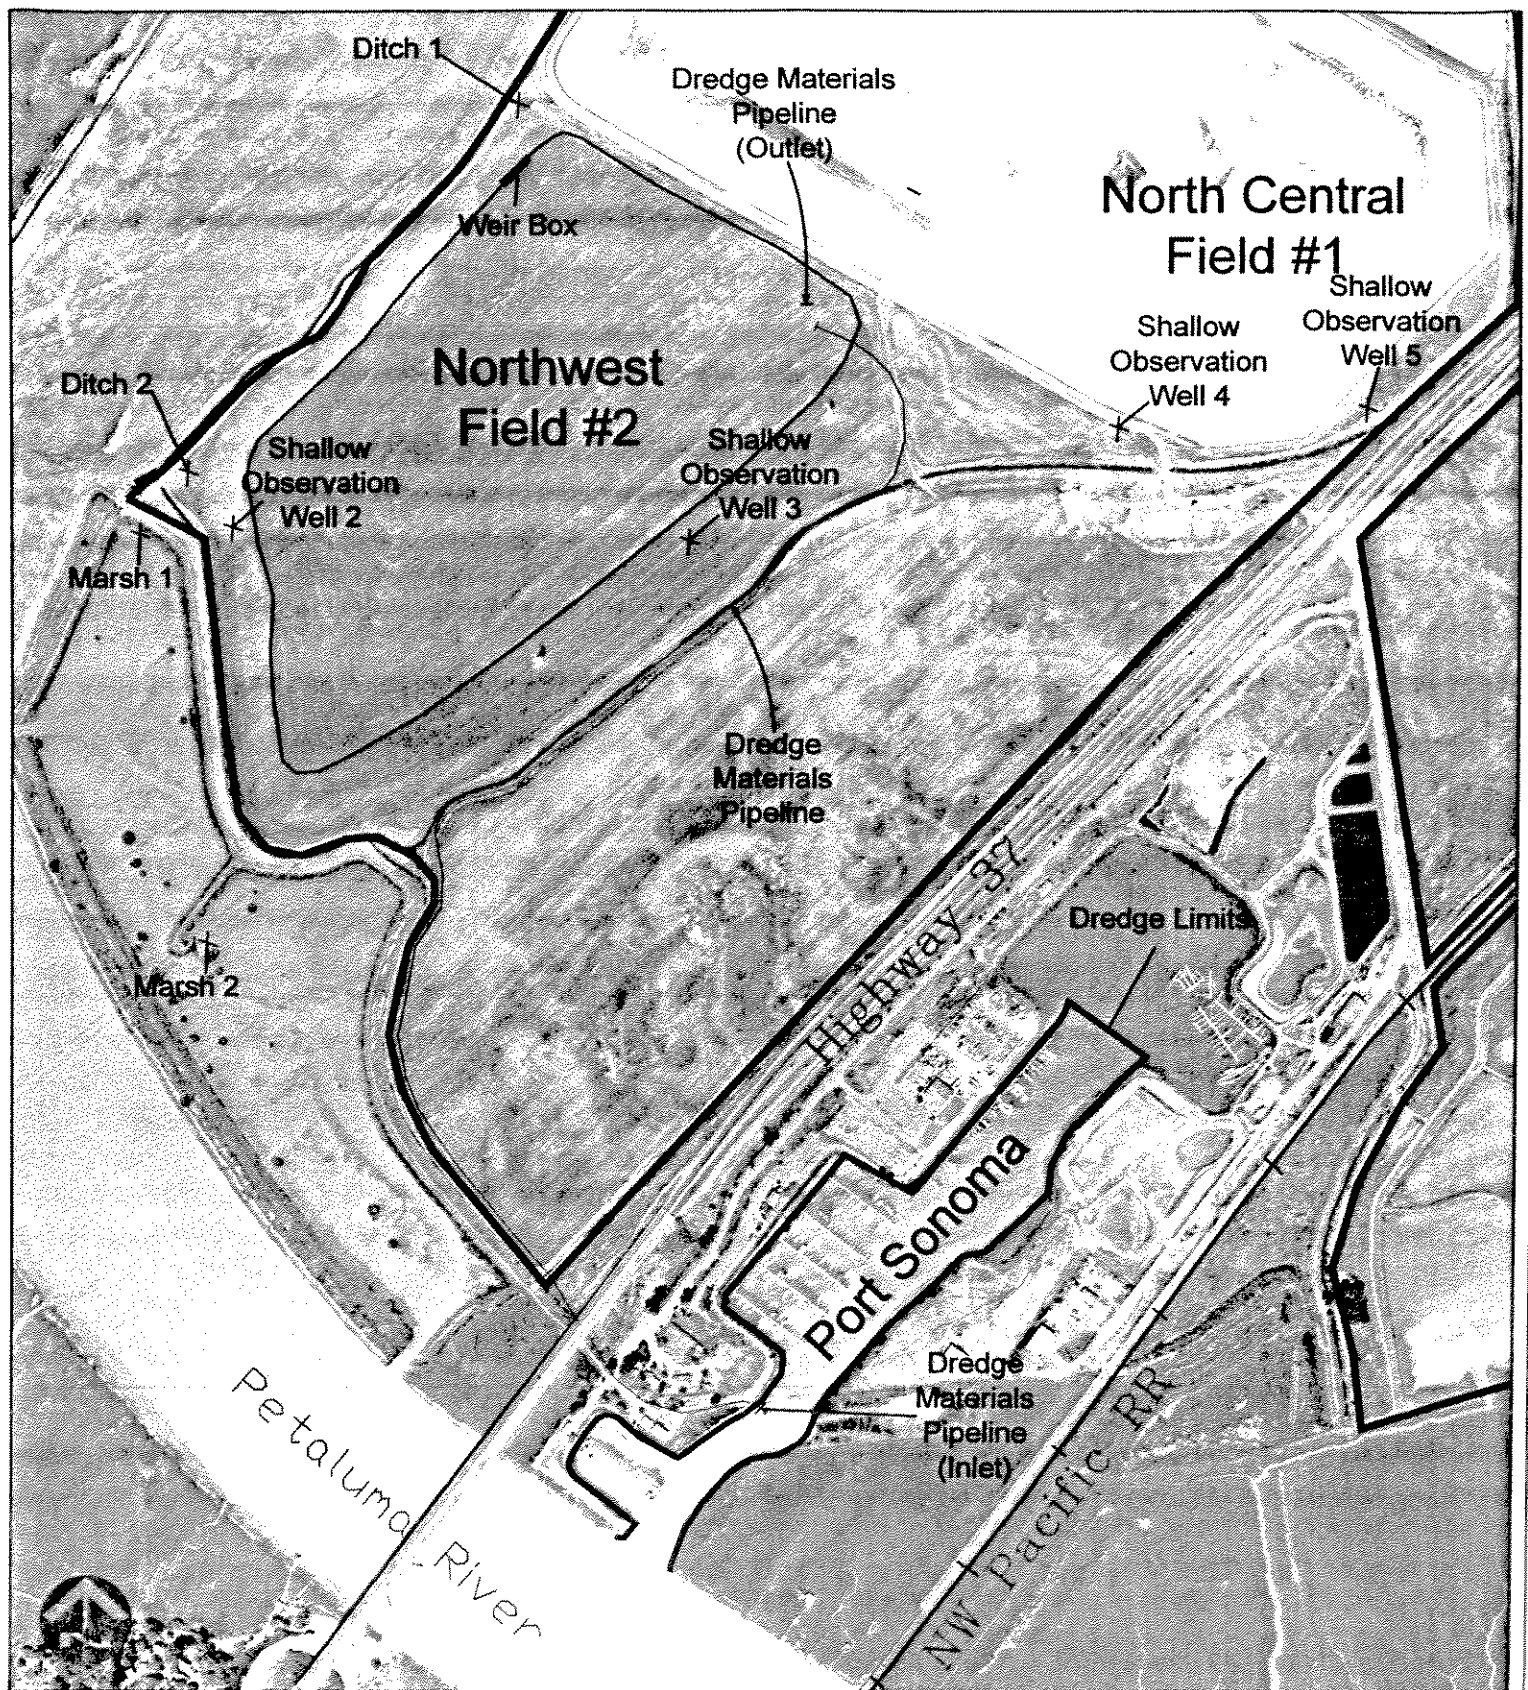 Ditch 1
Dredge Materials
Pipeline
(Outlet)
North Central
Field #1
Weir Box
Shallow
Observation
Well 5
Shallow
Observation
Well 4
Northwest
Field #2
Ditch 2
Shallow
Observation
Well 2
Shallow
Observation
Well 3
Marsh 1
Dredge
Materials
Pipeline
Highway 37
Dredge Limits
Marsh 2
Port Sonoma
Dredge
Materials
Pipeline
(Inlet)
Petaluma River
NW Pacific RR